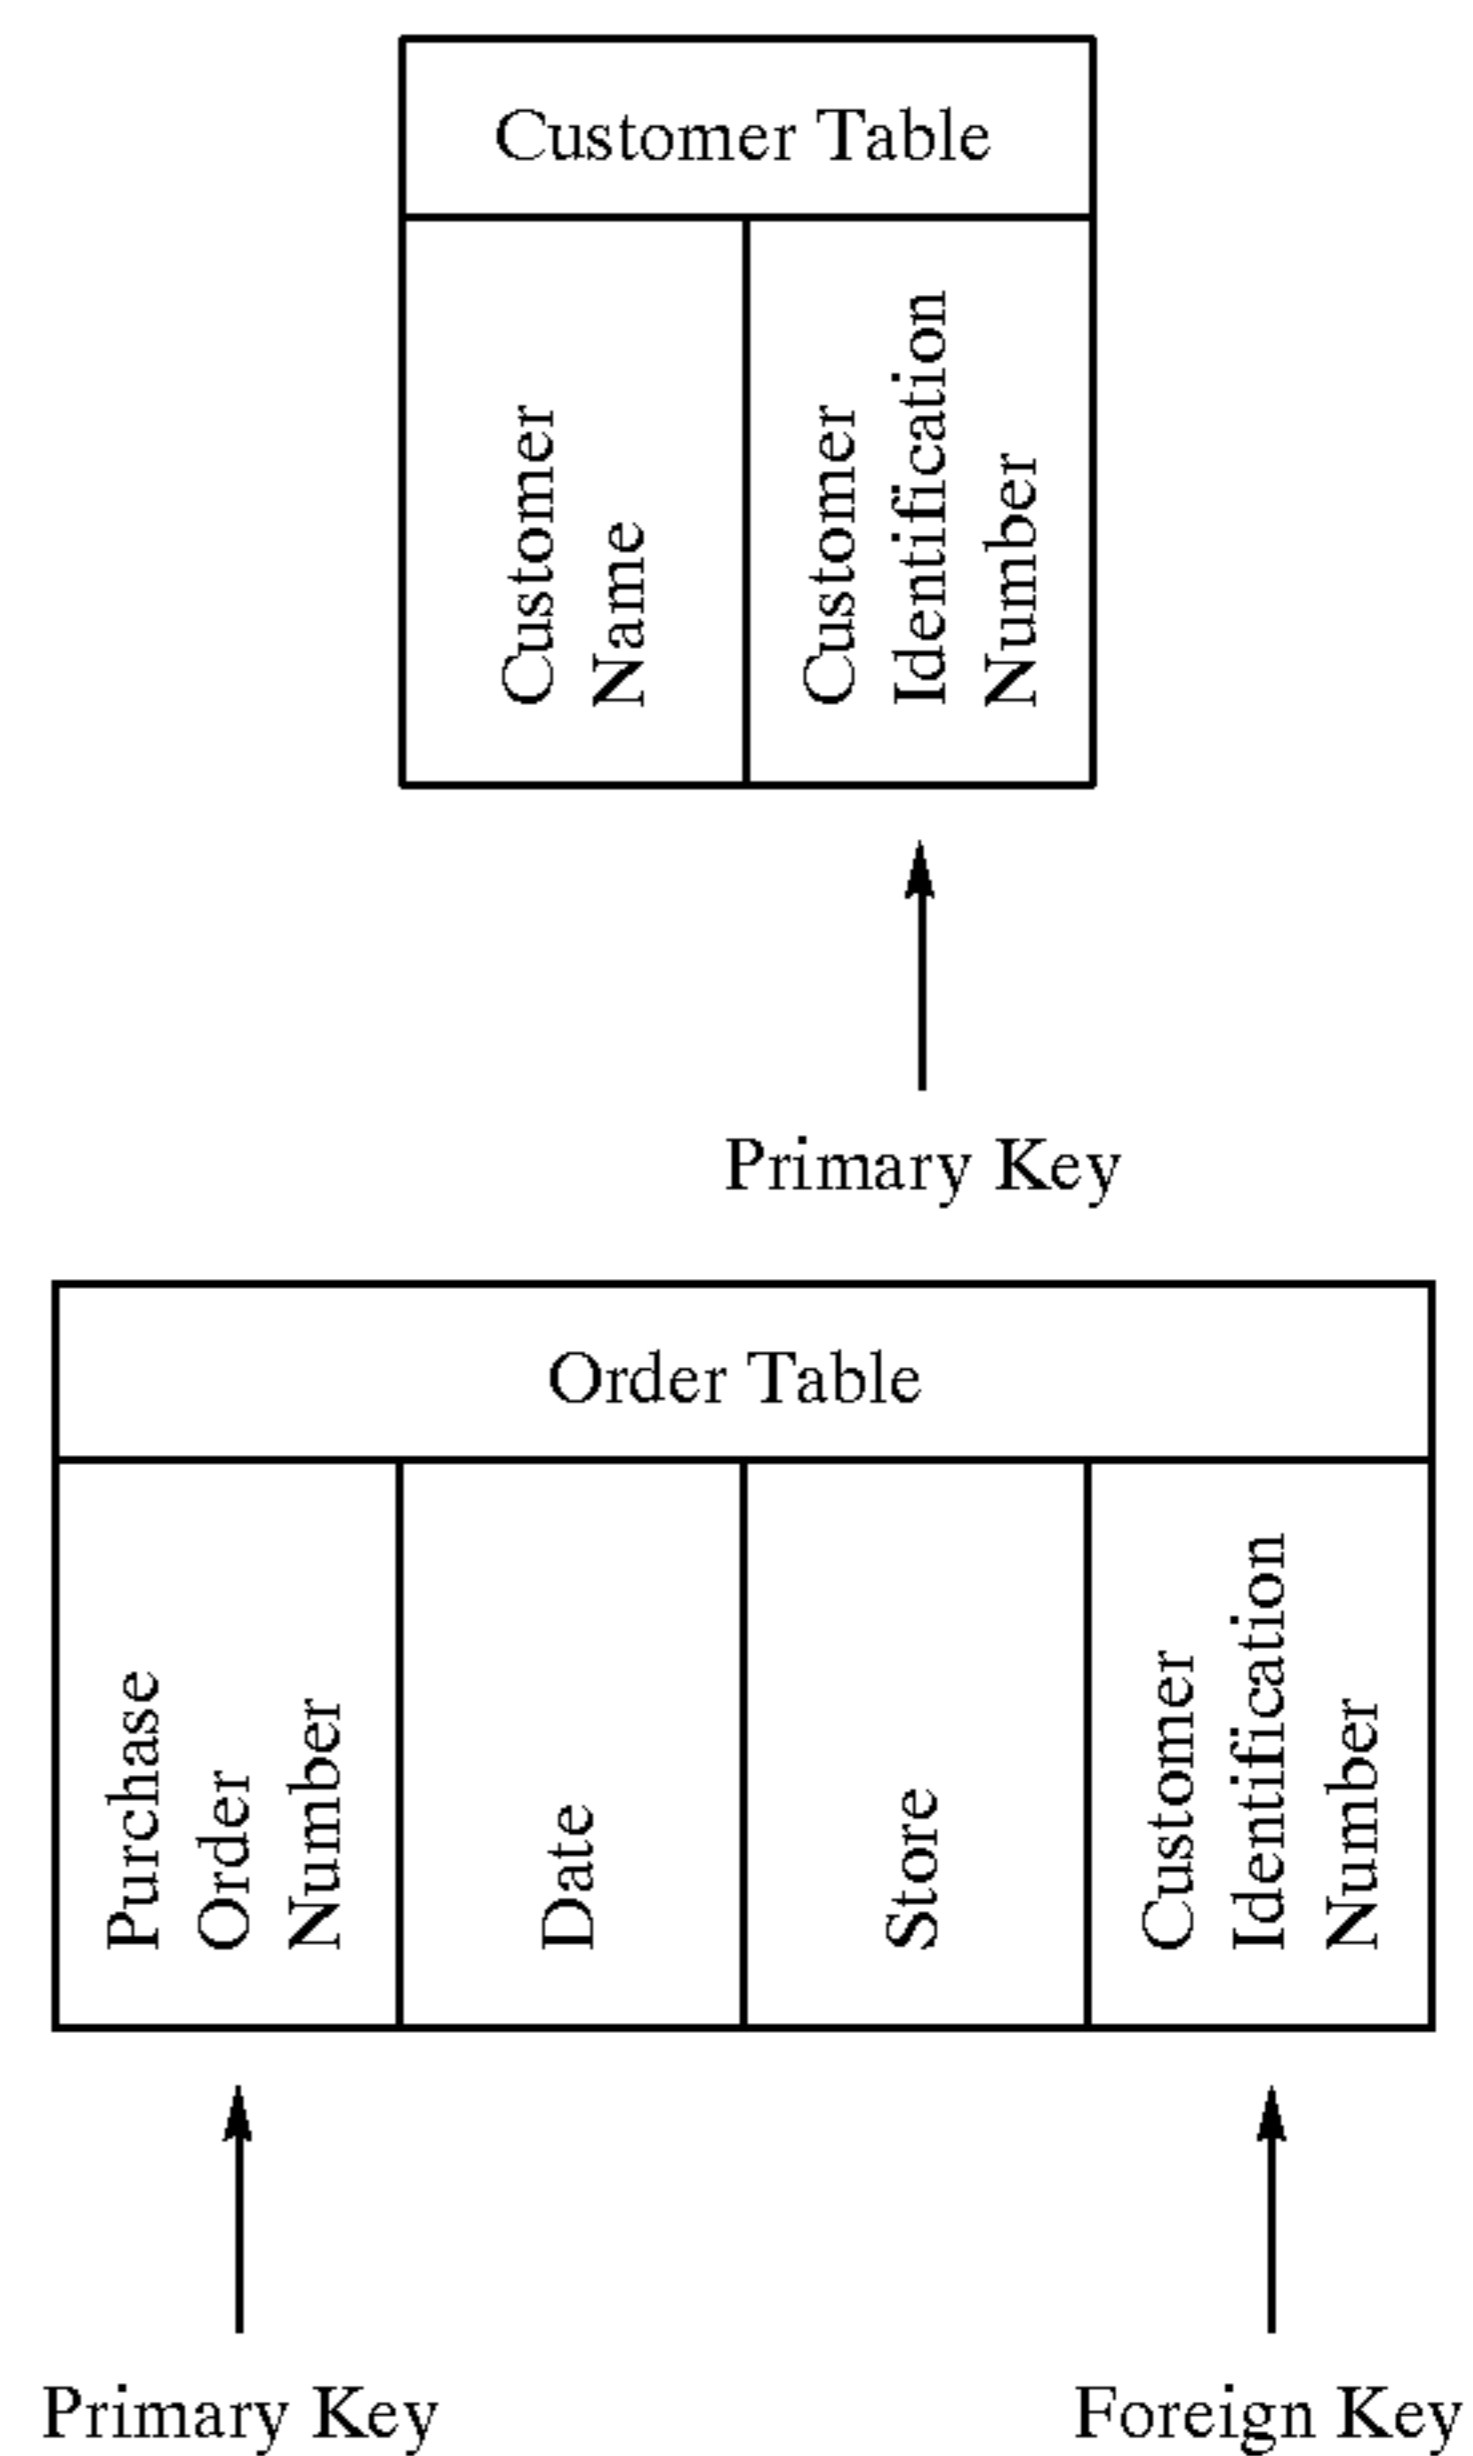 Customer Table
Customer
Name
Customer
Identification
Number
Primary Key
Order Table
Purchase
Order
Number
Date
Store
Customer
Identification
Number
Primary Key
Foreign Key